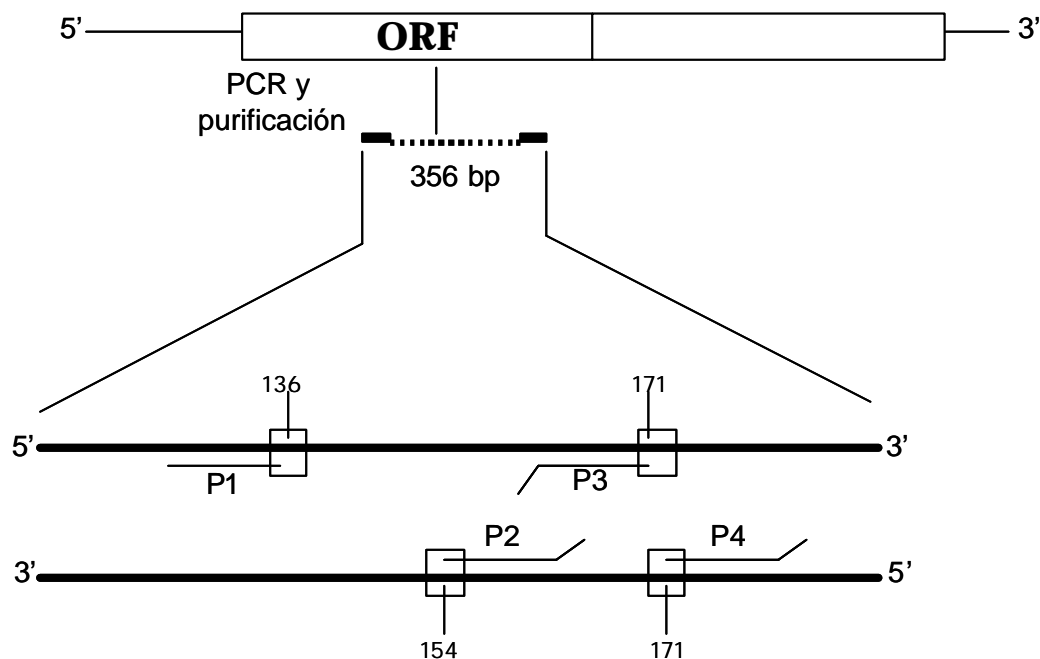 5’ ORF 3’
PCR y
purificación
356 bp
136 171
5’ 3’
P1 P3
P2 P4
3’ 5’
154 171